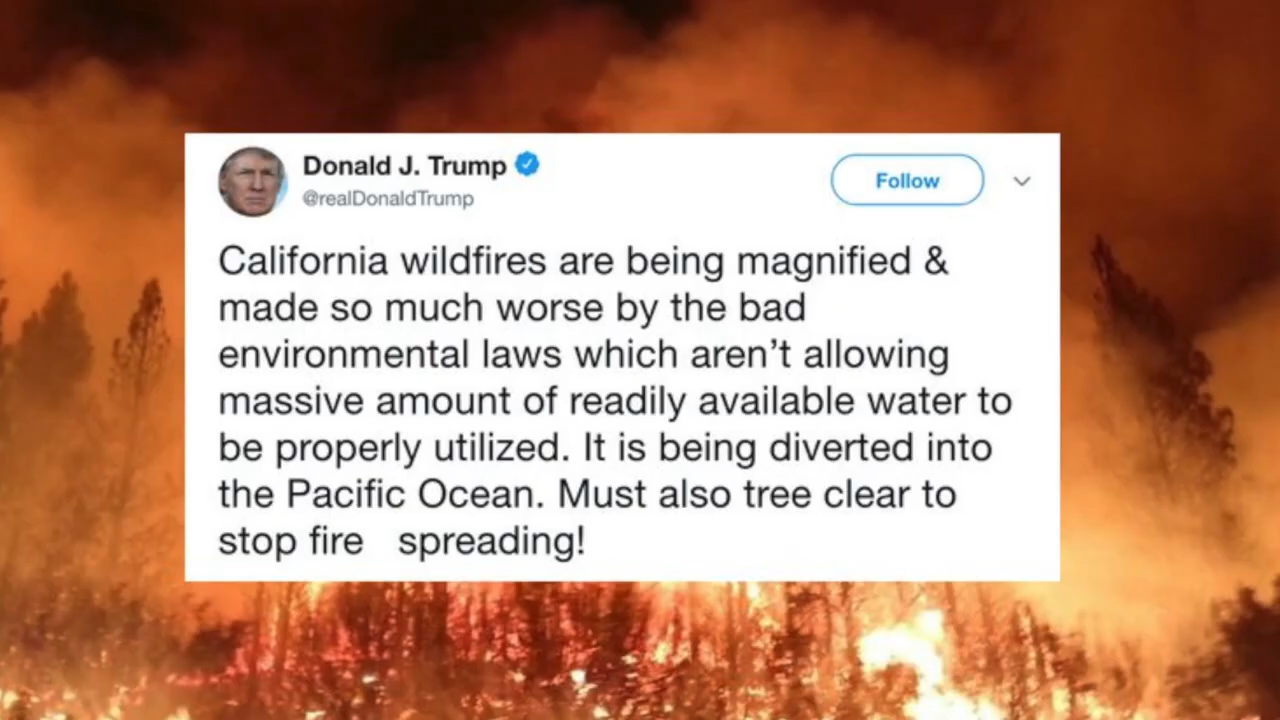 Donald J. Trump
@realDonaldTrump
Follow
California wildfires are being magnified &
made so much worse by the bad
environmental laws which aren’t allowing
massive amount of readily available water to
be properly utilized. It is being diverted into
the Pacific Ocean. Must also tree clear to
stop fire spreading!